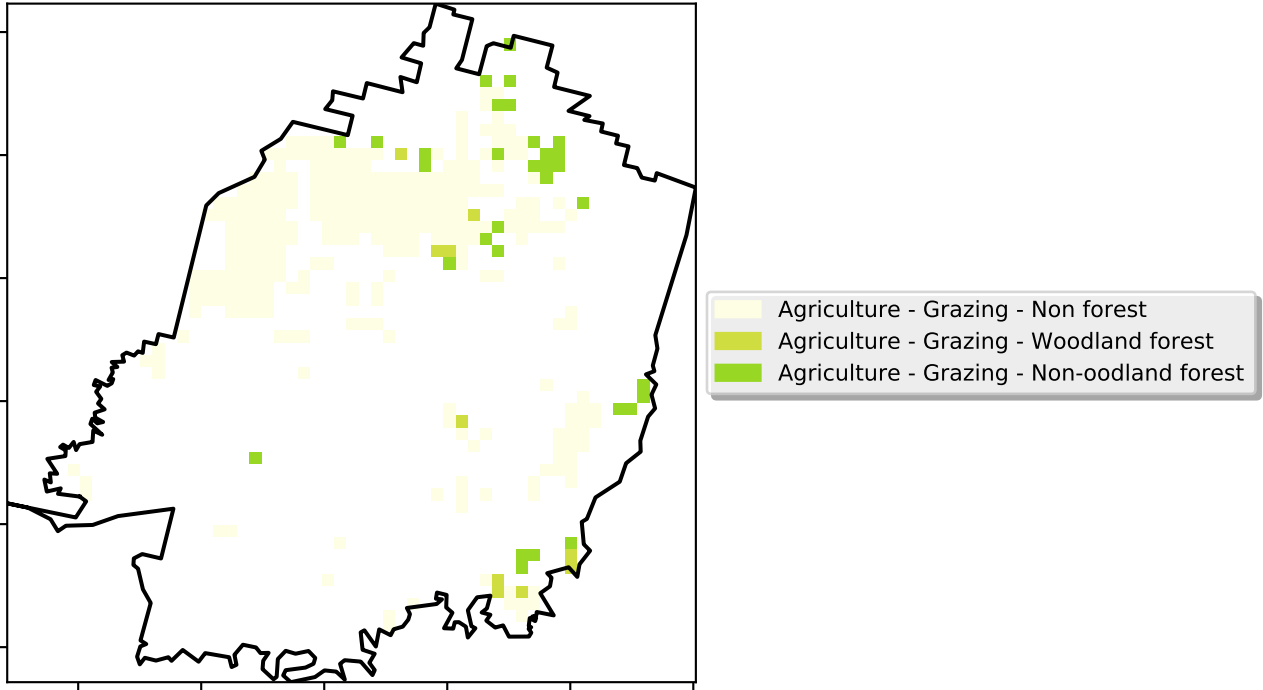 Agriculture - Grazing - Non forest
Agriculture - Grazing - Woodland forest
Agriculture - Grazing - Non-oodland forest